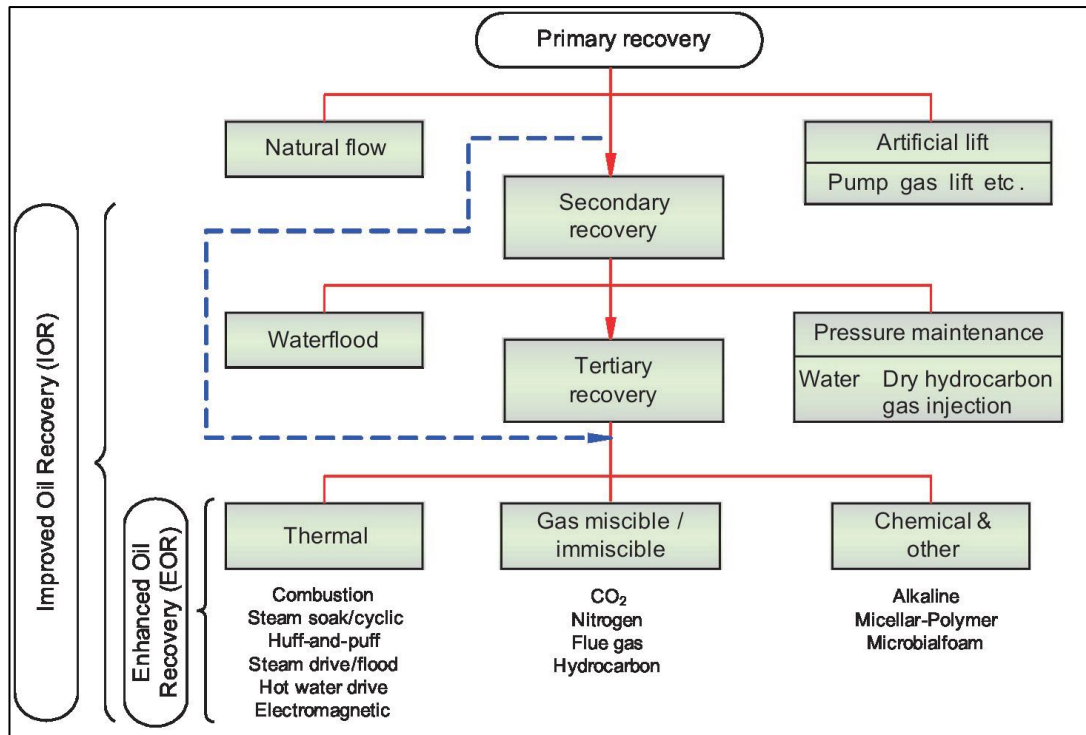 Primary recovery
Natural flow
Artificial lift
Pump gas lift etc.
Secondary
recovery
Waterflood
Pressure maintenance
Water Dry hydrocarbon
gas injection
Tertiary
recovery
Improved Oil Recovery (IOR)
Enhanced Oil
Recovery (EOR)
Thermal
Combustion
Steam soak/cyclic
Huff-and-puff
Steam drive/flood
Hot water drive
Electromagnetic
Gas miscible /
immiscible
CO₂
Nitrogen
Flue gas
Hydrocarbon
Chemical &
other
Alkaline
Micellar-Polymer
Microbialfoam